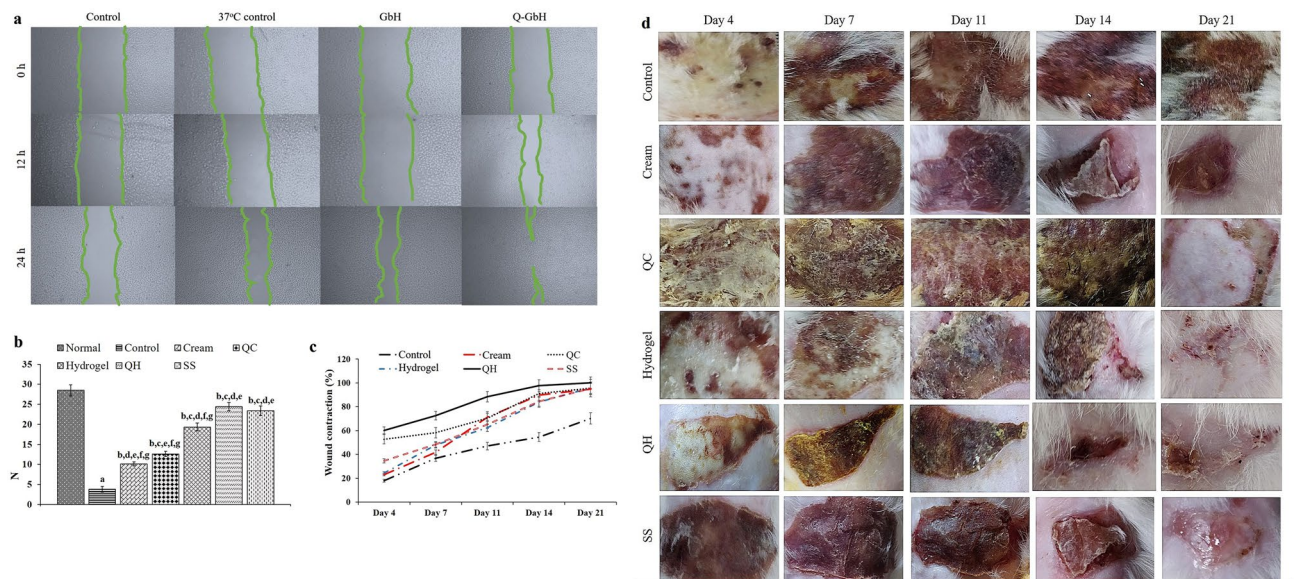 a
Control
37ºC control
GbH
Q-GbH
0 h
12 h
24 h
b
Normal
Control
Cream
QC
Hydrogel
QH
SS
35
30
25
20
15
10
5
0
N
a
b,d,e,f,g
b,c,e,f,g
b,c,d,f,g
b,c,d,e
b,c,d,e
c
Control
Cream
QC
Hydrogel
QH
SS
120
100
80
60
40
20
0
Wound contraction (%)
Day 4
Day 7
Day 11
Day 14
Day 21
d
Day 4
Day 7
Day 11
Day 14
Day 21
Control
Cream
QC
Hydrogel
QH
SS